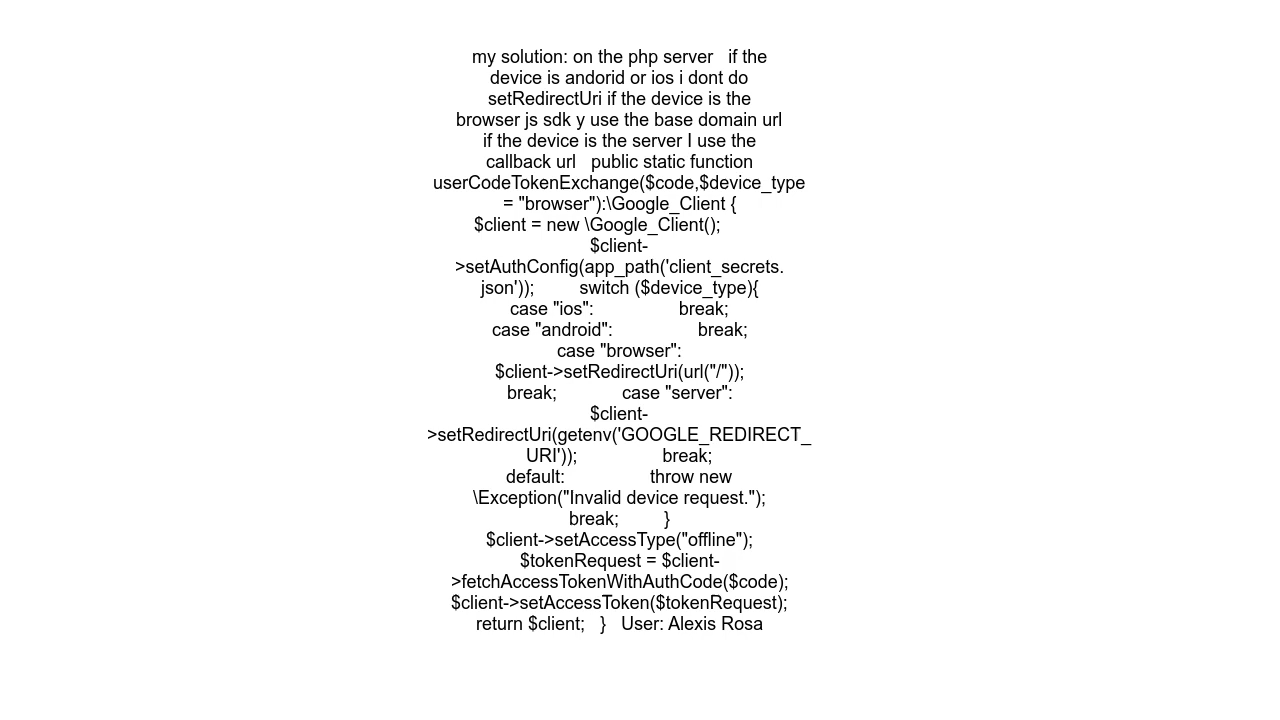 my solution: on the php server   if the
device is andorid or ios i dont do
setRedirectUri if the device is the
browser js sdk y use the base domain url
if the device is the server I use the
callback url   public static function
userCodeTokenExchange($code,$device_type
= "browser"):\Google_Client {
$client = new \Google_Client();
$client-
>setAuthConfig(app_path('client_secrets.
json'));         switch ($device_type){
case "ios":                 break;
case "android":                 break;
case "browser":
$client->setRedirectUri(url("/"));
break;             case "server":
$client-
>setRedirectUri(getenv('GOOGLE_REDIRECT_
URI'));                 break;
default:                 throw new
\Exception("Invalid device request.");
break;         }
$client->setAccessType("offline");
$tokenRequest = $client-
>fetchAccessTokenWithAuthCode($code);
$client->setAccessToken($tokenRequest);
return $client;   }   User: Alexis Rosa